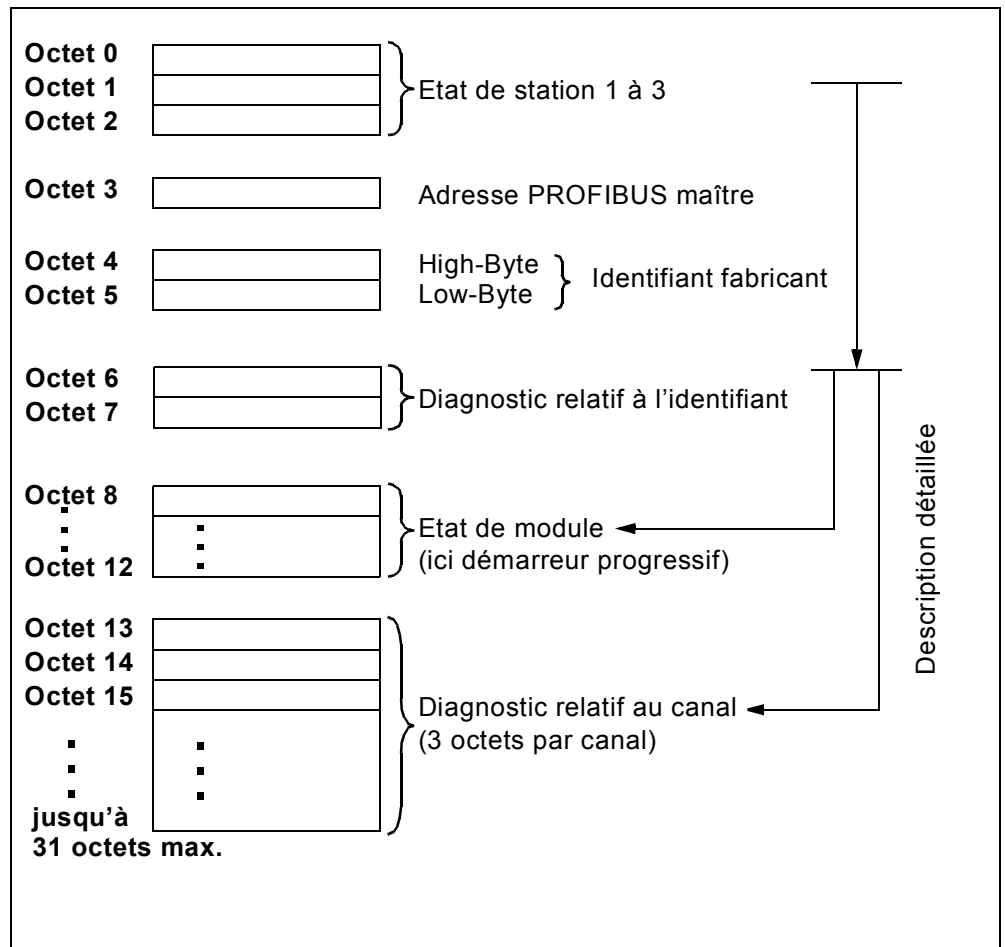 Octet 0
Octet 1
Octet 2
Etat de station 1 à 3
Octet 3
Adresse PROFIBUS maître
Octet 4
Octet 5
High-Byte
Low-Byte
Identifiant fabricant
Octet 6
Octet 7
Diagnostic relatif à l’identifiant
Octet 8
Octet 12
Etat de module
(ici démarreur progressif)
Octet 13
Octet 14
Octet 15
Diagnostic relatif au canal
(3 octets par canal)
jusqu’à
31 octets max.
Description détaillée